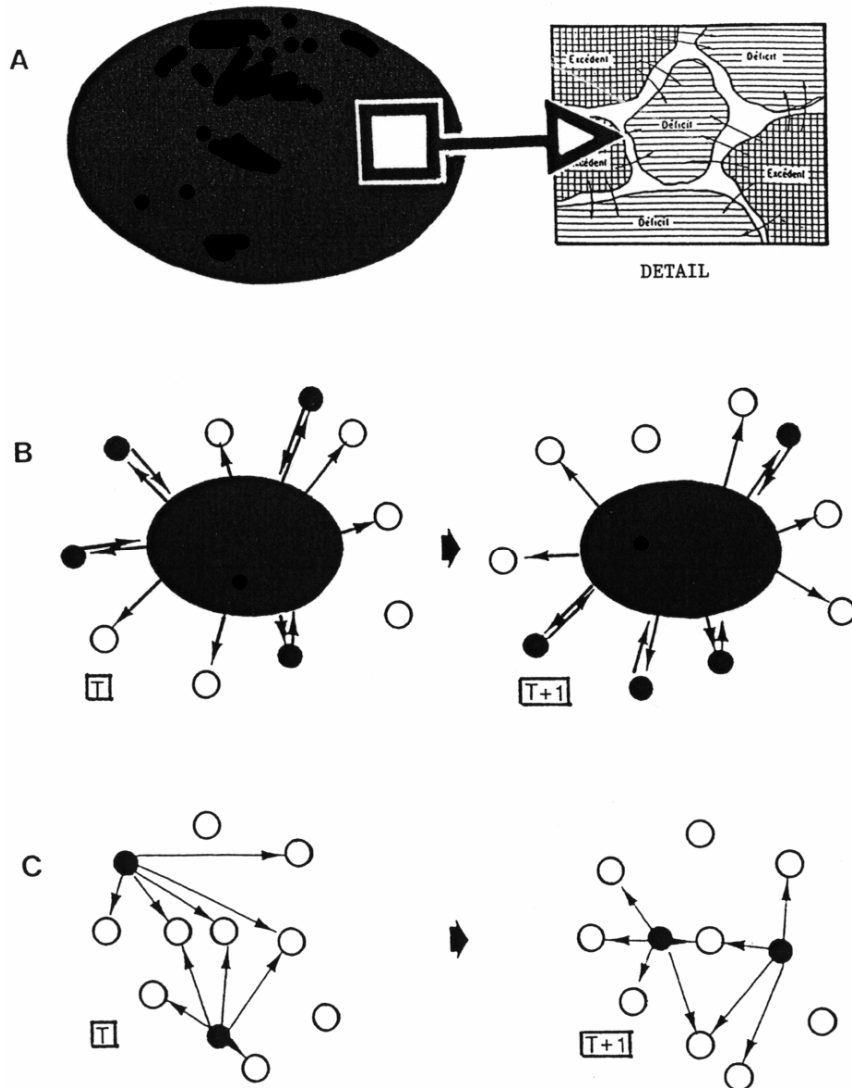 A
Excédent
Déficit
Déficit
Excédent
Excédent
Déficit
DETAIL
B
T
T+1
C
T
T+1